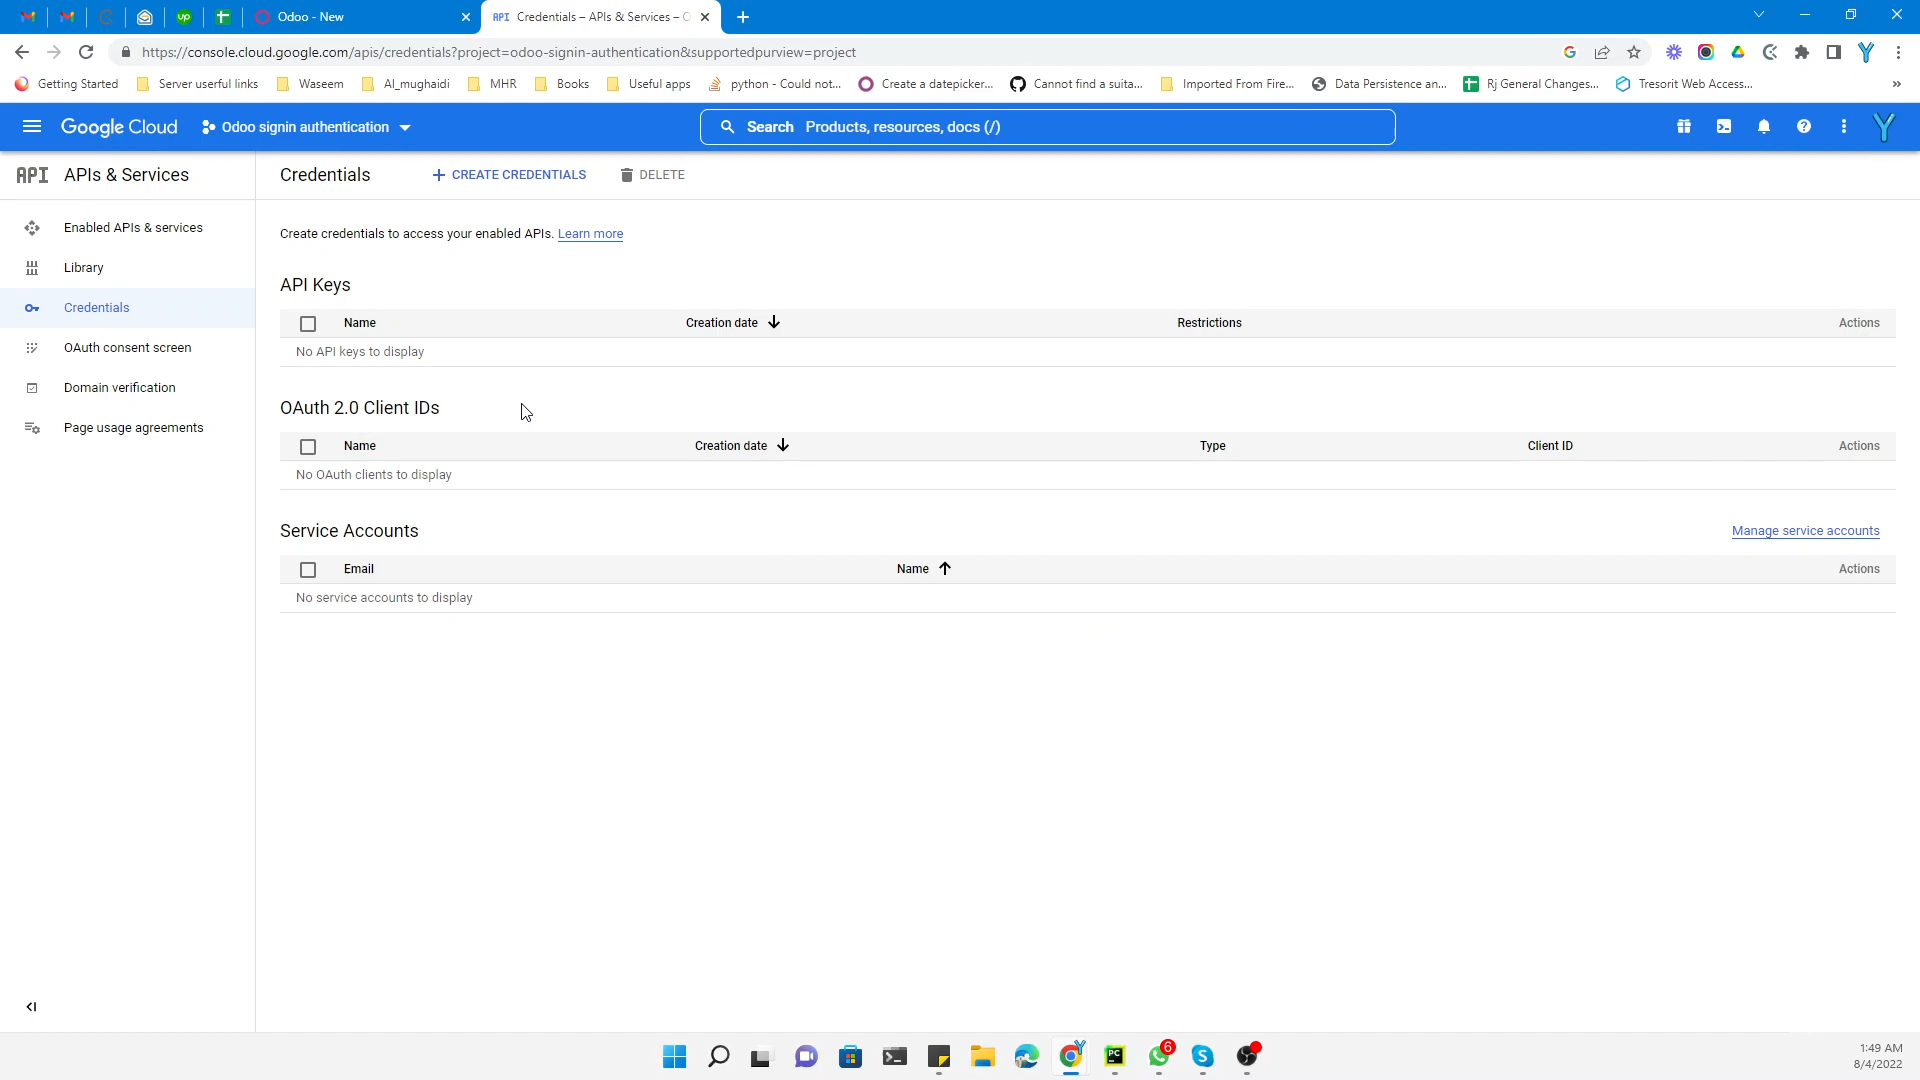 Odoo - New
API Credentials – APIs & Services – O
https://console.cloud.google.com/apis/credentials?project=odoo-signin-authentication&supportedpurview=project
Getting Started
Server userful links
Waseem
Al_mughaidi
MHR
Books
Useful apps
python - Could not...
Create a datepicker...
Cannot find a suita...
Imported From Fire...
Data Persistence an...
Rj General Changes...
Tresorit Web Access...
»
Google Cloud
Odoo signin authentication
Search Products, resources, docs (/)
API APIs & Services
Credentials
CREATE CREDENTIALS
DELETE
Enabled APIs & services
Library
Credentials
OAuth consent screen
Domain verification
Page usage agreements
Create credentials to access your enabled APIs. Learn more
API Keys
Name Creation date Restrictions Actions
No API keys to display
OAuth 2.0 Client IDs
Name Creation date Type Client ID Actions
No OAuth clients to display
Service Accounts
Manage service accounts
Email Name Actions
No service accounts to display
PC
6
1:49 AM
8/4/2022